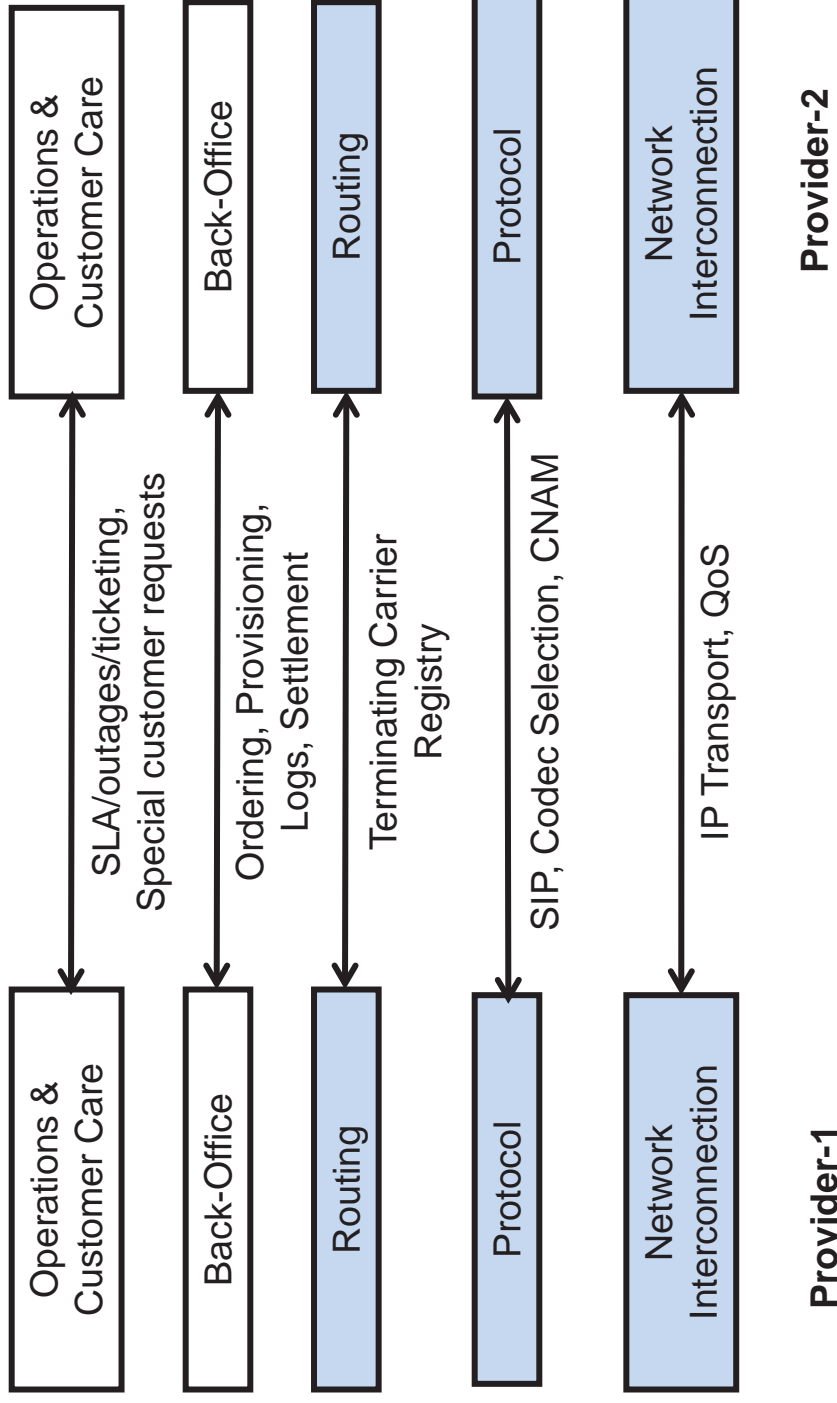 Operations &
Customer Care
SLA/outages/ticketing,
Special customer requests
Operations &
Customer Care
Back-Office
Ordering, Provisioning,
Logs, Settlement
Back-Office
Routing
Terminating Carrier
Registry
Routing
Protocol
SIP, Codec Selection, CNAM
Protocol
Network
Interconnection
IP Transport, QoS
Network
Interconnection
Provider-1
Provider-2